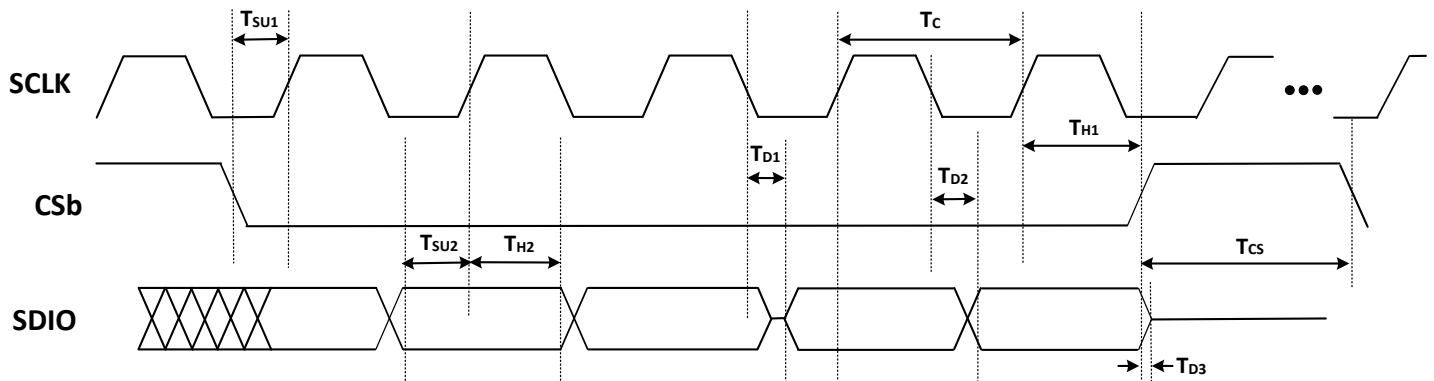 TSU1
TC
SCLK
•••
TH1
TD1
TD2
CSb
TSU2
TH2
TCS
SDIO
TD3